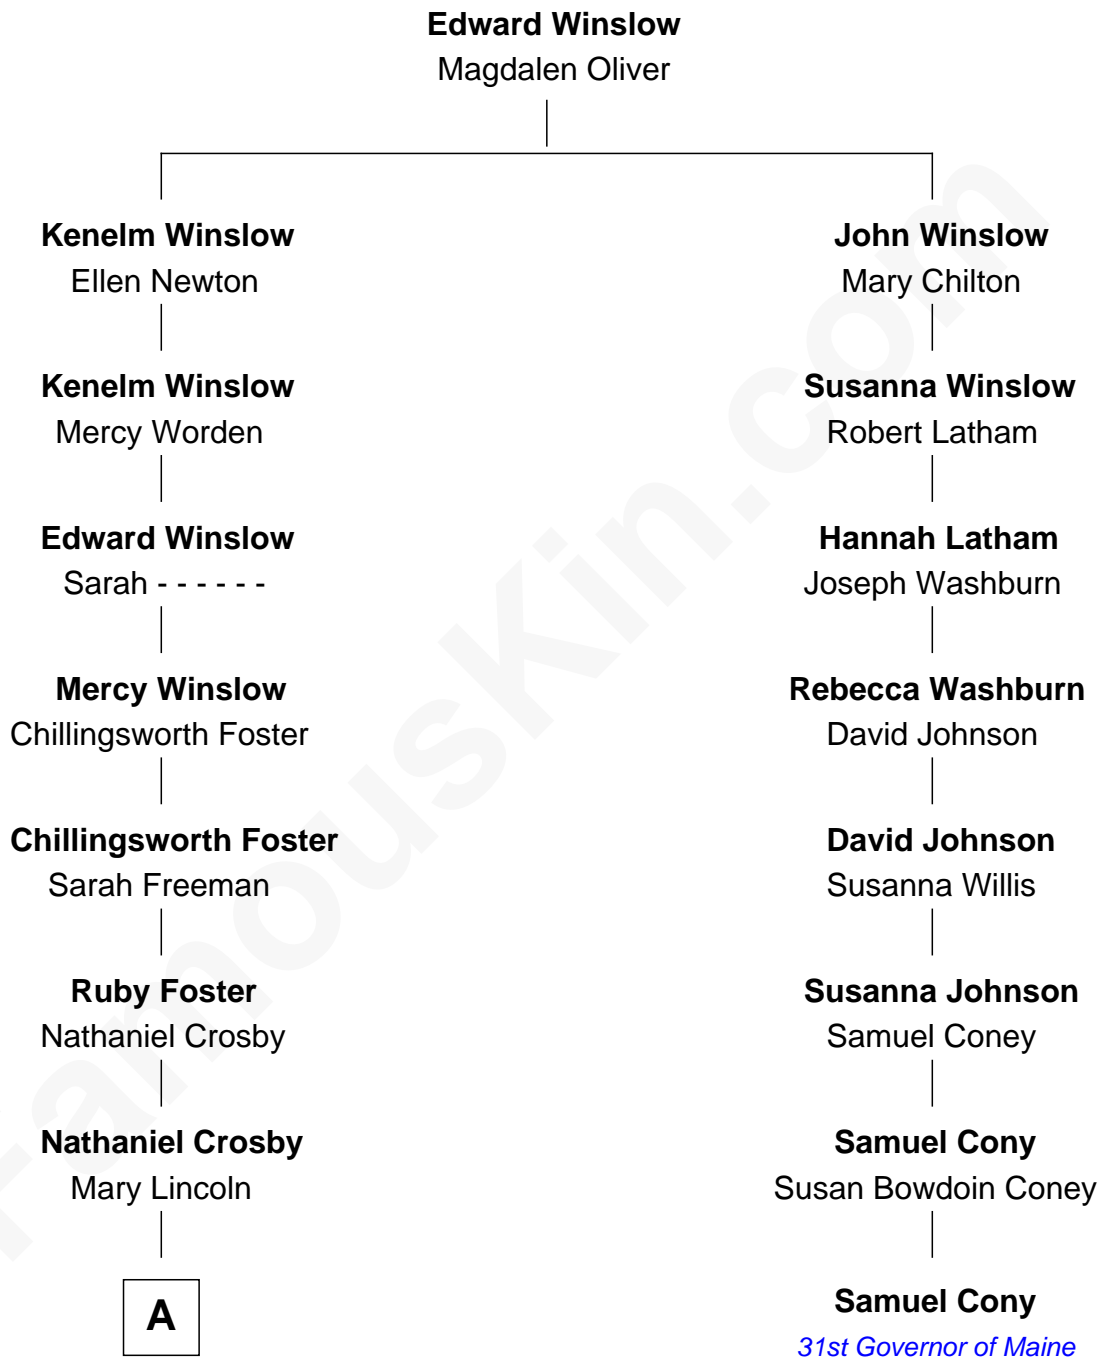 Edward Winslow
Magdalen Oliver
Kenelm Winslow
Ellen Newton
John Winslow
Mary Chilton
Kenelm Winslow
Mercy Worden
Susanna Winslow
Robert Latham
Edward Winslow
Sarah - - - - - -
Hannah Latham
Joseph Washburn
Mercy Winslow
Chillingsworth Foster
Rebecca Washburn
David Johnson
Chillingsworth Foster
Sarah Freeman
David Johnson
Susanna Willis
Ruby Foster
Nathaniel Crosby
Susanna Johnson
Samuel Coney
Nathaniel Crosby
Mary Lincoln
Samuel Cony
Susan Bowdoin Coney
A
Samuel Cony
31st Governor of Maine
FamousKin.com